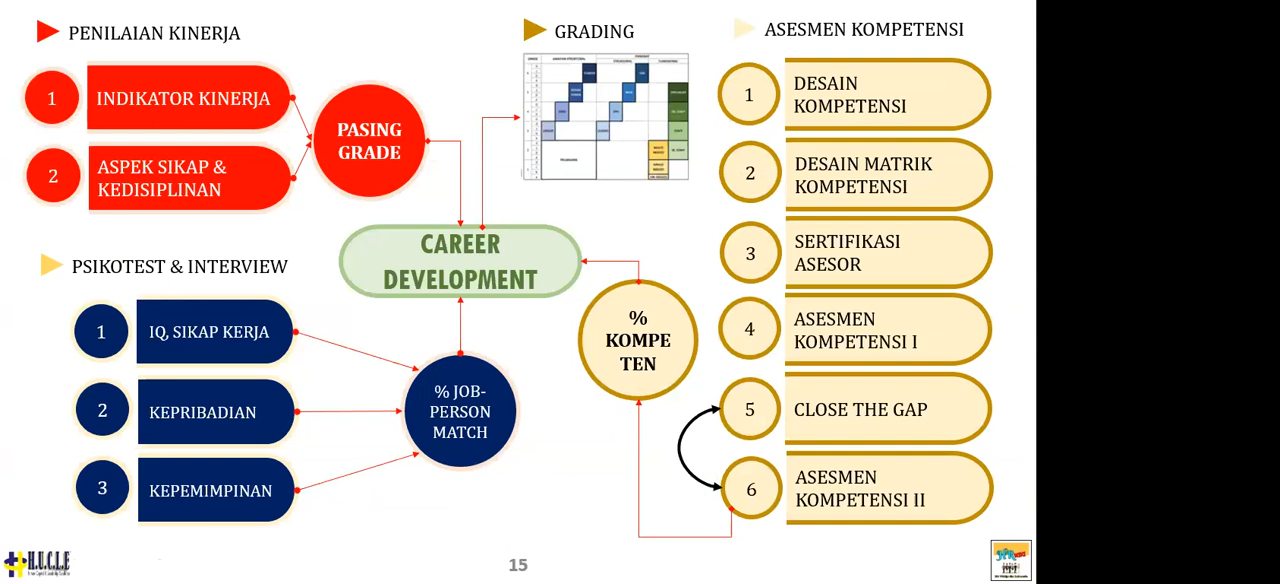 PENILAIAN KINERJA
1
INDIKATOR KINERJA
2
ASPEK SIKAP &
KEDISIPLINAN
PASING
GRADE
GRADING
ASESMEN KOMPETENSI
1
DESAIN
KOMPETENSI
2
DESAIN MATRIK
KOMPETENSI
3
SERTIFIKASI
ASESOR
4
ASESMEN
KOMPETENSI I
5
CLOSE THE GAP
6
ASESMEN
KOMPETENSI II
CAREER
DEVELOPMENT
%
KOMPE
TEN
PSIKOTEST & INTERVIEW
1
IQ, SIKAP KERJA
2
KEPRIBADIAN
3
KEPEMIMPINAN
% JOB-
PERSON
MATCH
H.U.C.L.E
15